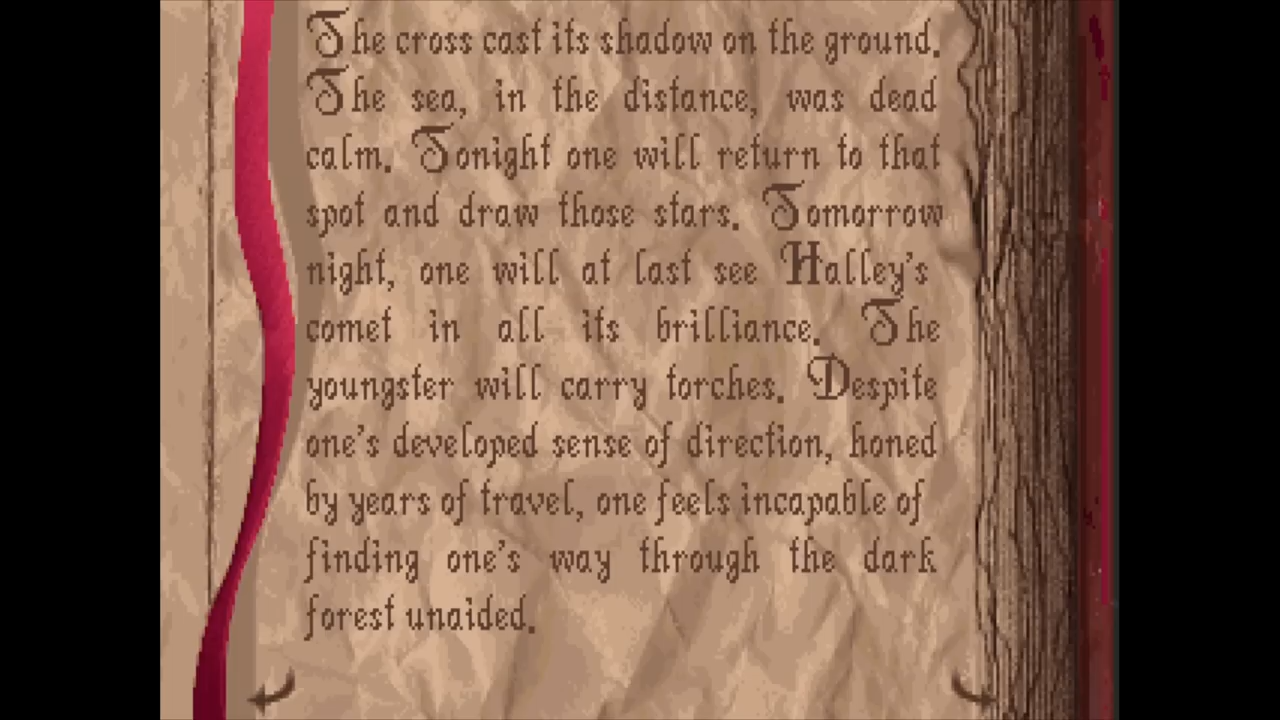 The cross cast its shadow on the ground.
The sea, in the distance, was dead
calm. Tonight one will return to that
spot and draw those stars. Tomorrow
night, one will at last see Halley's
comet in all its brilliance. The
youngster will carry torches. Despite
one's developed sense of direction, honed
by years of travel, one feels incapable of
finding one's way through the dark
forest unaided.